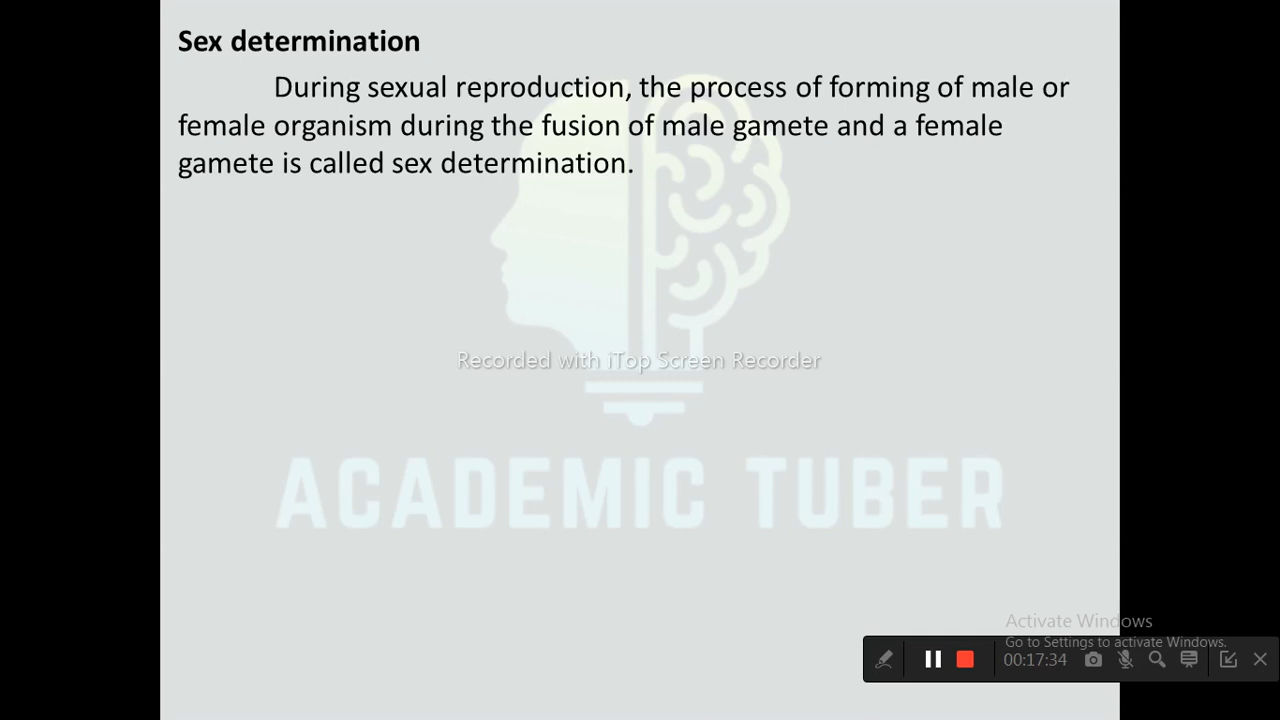 Sex determination
During sexual reproduction, the process of forming of male or
female organism during the fusion of male gamete and a female
gamete is called sex determination.
Recorded with iTop Screen Recorder
ACADEMIC TUBER
Activate Windows
Go to Settings to activate Windows.
00:17:34